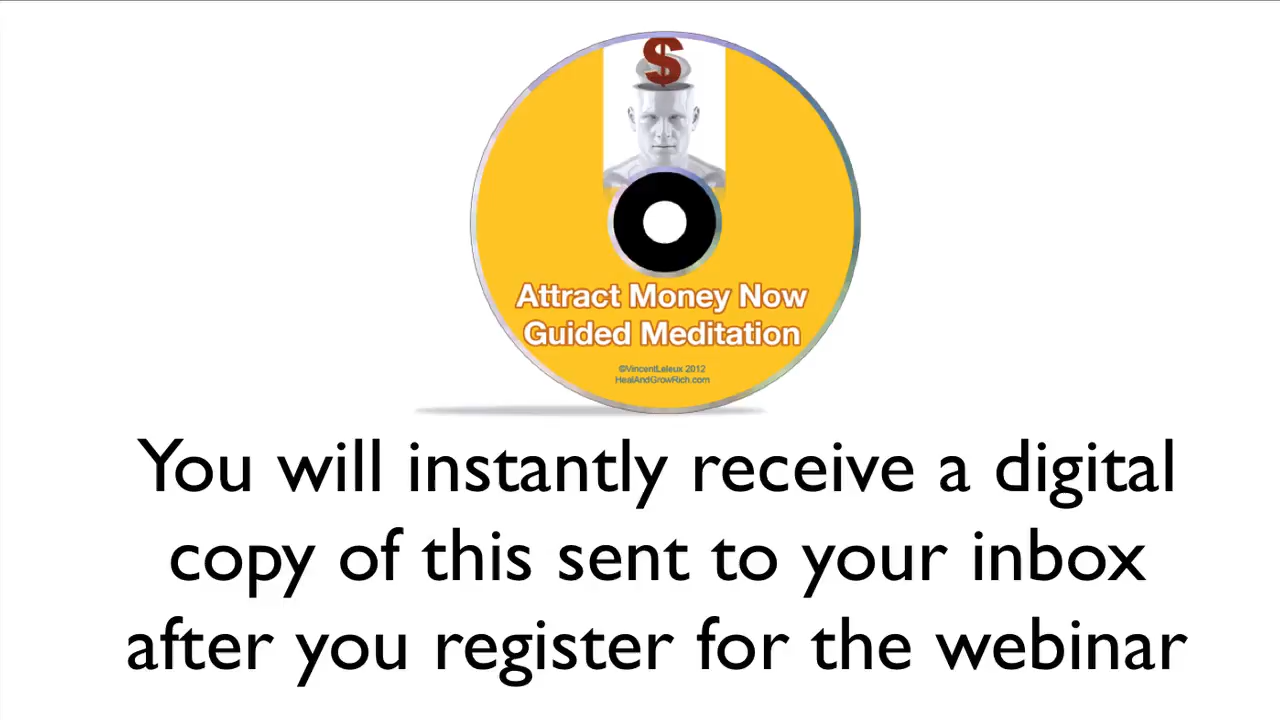 $
Attract Money Now
Guided Meditation
©VincentLeleux 2012
HealAndGrowRich.com
You will instantly receive a digital
copy of this sent to your inbox
after you register for the webinar